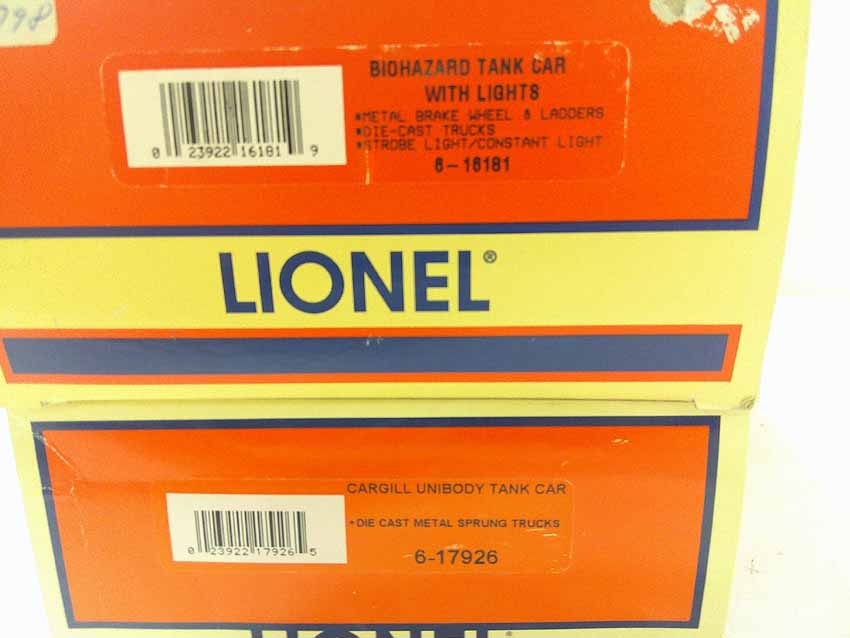 798
BIOHAZARD TANK CAR
WITH LIGHTS
*METAL BRAKE WHEEL & LADDERS
*DIE-CAST TRUCKS
*STROBE LIGHT/CONSTANT LIGHT
6-16181
0 23922 16181 9
LIONEL®
CARGILL UNIBODY TANK CAR
•DIE CAST METAL SPRUNG TRUCKS
6-17926
0 23922 17926 5
LIONEL